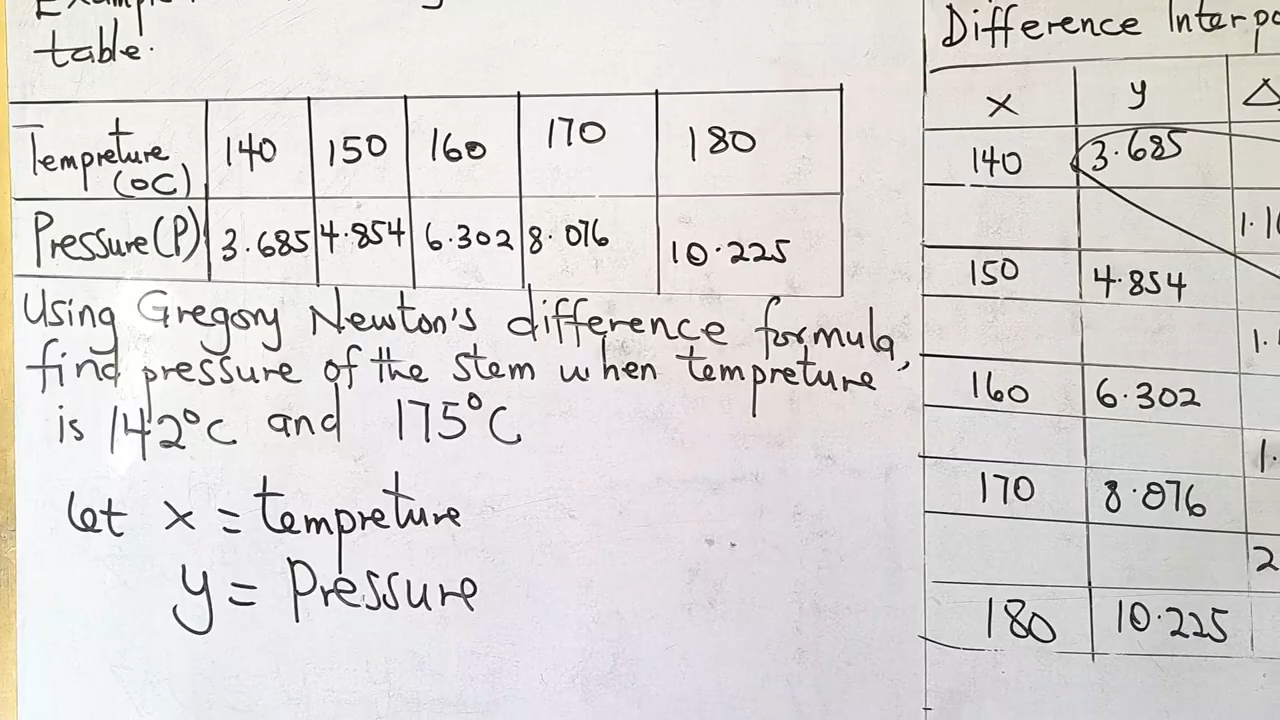 table.
Tempreture (OC) 140 150 160 170 180
Pressure(P) 3.685 4.854 6.302 8.076 10.225
Using Gregory Newton's difference formula,
find pressure of the stem when tempreture
is 142°C and 175°C
let x = tempreture
y = Pressure
Difference
x y Δ
140 3.685
150 4.854
160 6.302
170 8.076
2
180 10.225